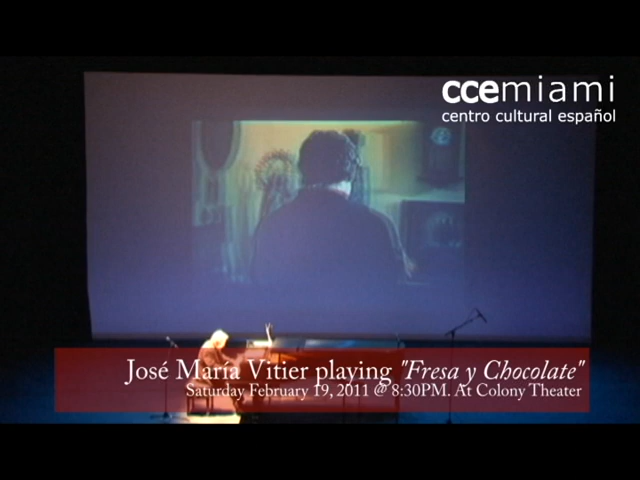 ccemiami
centro cultural español
José María Vitier playing "Fresa y Chocolate"
Saturday February 19, 2011 @ 8:30PM. At Colony Theater